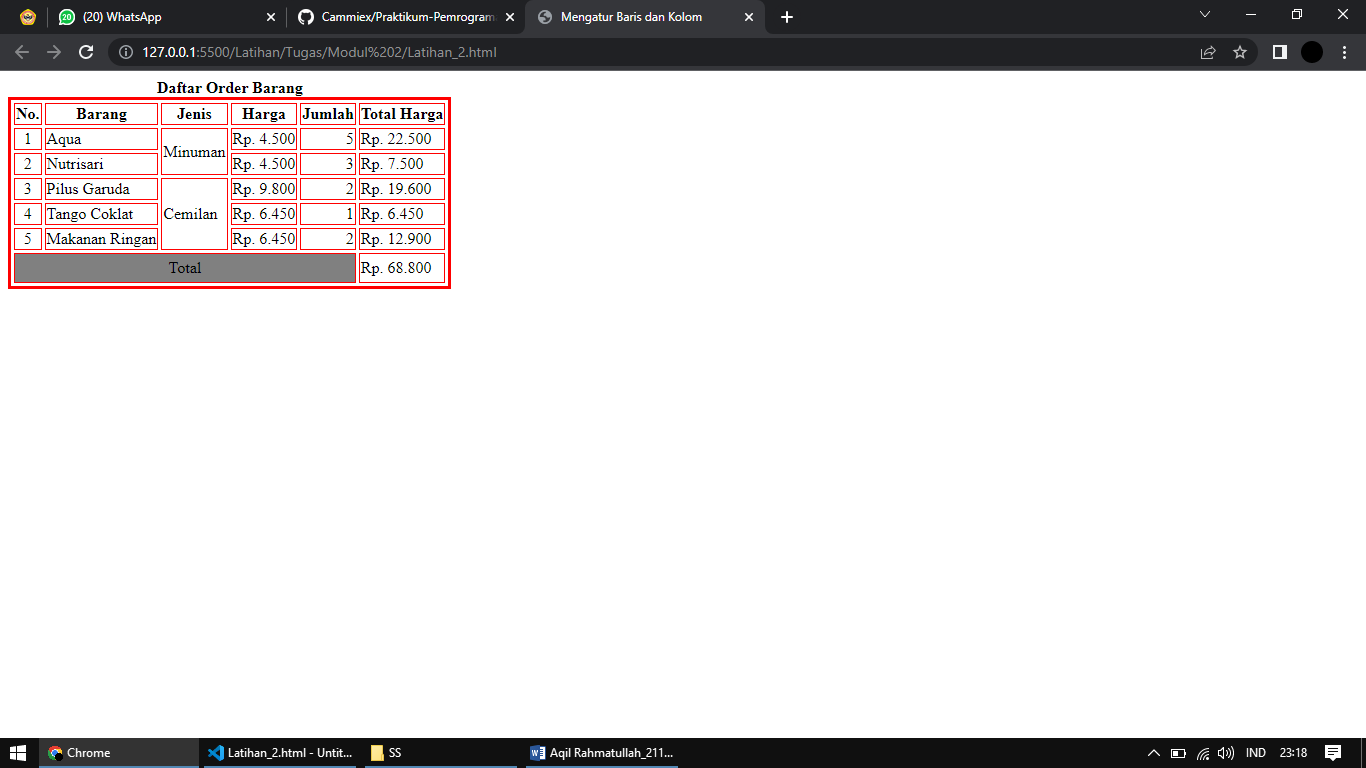 20
(20) WhatsApp
Cammiex/Praktikum-Pemrogram
Mengatur Baris dan Kolom
127.0.0.1:5500/Latihan/Tugas/Modul%202/Latihan_2.html
Daftar Order Barang
No. Barang Jenis Harga Jumlah Total Harga
1 Aqua Minuman Rp. 4.500 5 Rp. 22.500
2 Nutrisari Rp. 4.500 3 Rp. 7.500
3 Pilus Garuda Cemilan Rp. 9.800 2 Rp. 19.600
4 Tango Coklat Rp. 6.450 1 Rp. 6.450
5 Makanan Ringan Rp. 6.450 2 Rp. 12.900
Total Rp. 68.800
Chrome
Latihan_2.html - Untit...
SS
Aqil Rahmatullah_211...
IND
23:18